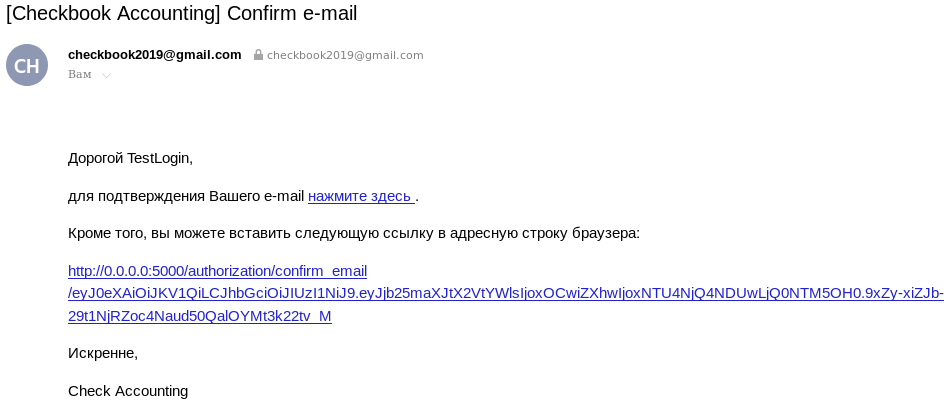 [Checkbook Accounting] Confirm e-mail
CH
checkbook2019@gmail.com checkbook2019@gmail.com
Вам
Дорогой TestLogin,
для подтверждения Вашего e-mail нажмите здесь .
Кроме того, вы можете вставить следующую ссылку в адресную строку браузера:
http://0.0.0.0:5000/authorization/confirm_email
/eyJ0eXAiOiJKV1QiLCJhbGciOiJIUzI1NiJ9.eyJjb25maXJtX2VtYWlsIjoxOCwiZXhwIjoxNTU4NjQ4NDUwLjQ0NTM5OH0.9xZy-xiZJb-
29t1NjRZoc4Naud50QalOYMt3k22tv_M
Искренне,
Check Accounting